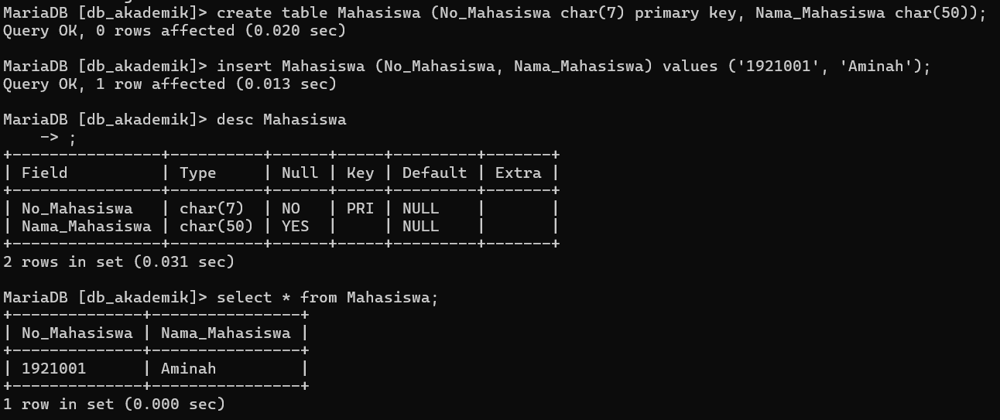 MariaDB [db_akademik]> create table Mahasiswa (No_Mahasiswa char(7) primary key, Nama_Mahasiswa char(50));
Query OK, 0 rows affected (0.020 sec)
MariaDB [db_akademik]> insert Mahasiswa (No_Mahasiswa, Nama_Mahasiswa) values ('1921001', 'Aminah');
Query OK, 1 row affected (0.013 sec)
MariaDB [db_akademik]> desc Mahasiswa
    -> ;
+----------------+----------+------+-----+---------+-------+
| Field          | Type     | Null | Key | Default | Extra |
+----------------+----------+------+-----+---------+-------+
| No_Mahasiswa   | char(7)  | NO   | PRI | NULL    |       |
| Nama_Mahasiswa | char(50) | YES  |     | NULL    |       |
+----------------+----------+------+-----+---------+-------+
2 rows in set (0.031 sec)
MariaDB [db_akademik]> select * from Mahasiswa;
+--------------+----------------+
| No_Mahasiswa | Nama_Mahasiswa |
+--------------+----------------+
| 1921001      | Aminah         |
+--------------+----------------+
1 row in set (0.000 sec)